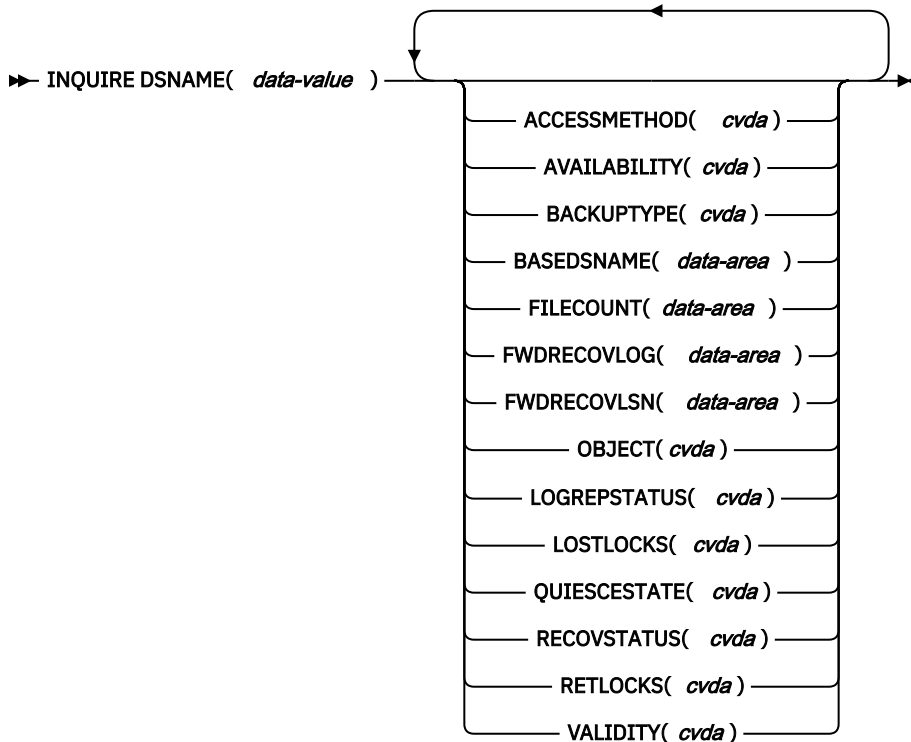 INQUIRE DSNAME( data-value )
ACCESSMETHOD( cvda )
AVAILABILITY( cvda )
BACKUPTYPE( cvda )
BASEDSNAME( data-area )
FILECOUNT( data-area )
FWDRECOVLOG( data-area )
FWDRECOVLSN( data-area )
OBJECT( cvda )
LOGREPSTATUS( cvda )
LOSTLOCKS( cvda )
QUIESCESTATE( cvda )
RECOVSTATUS( cvda )
RETLOCKS( cvda )
VALIDITY( cvda )